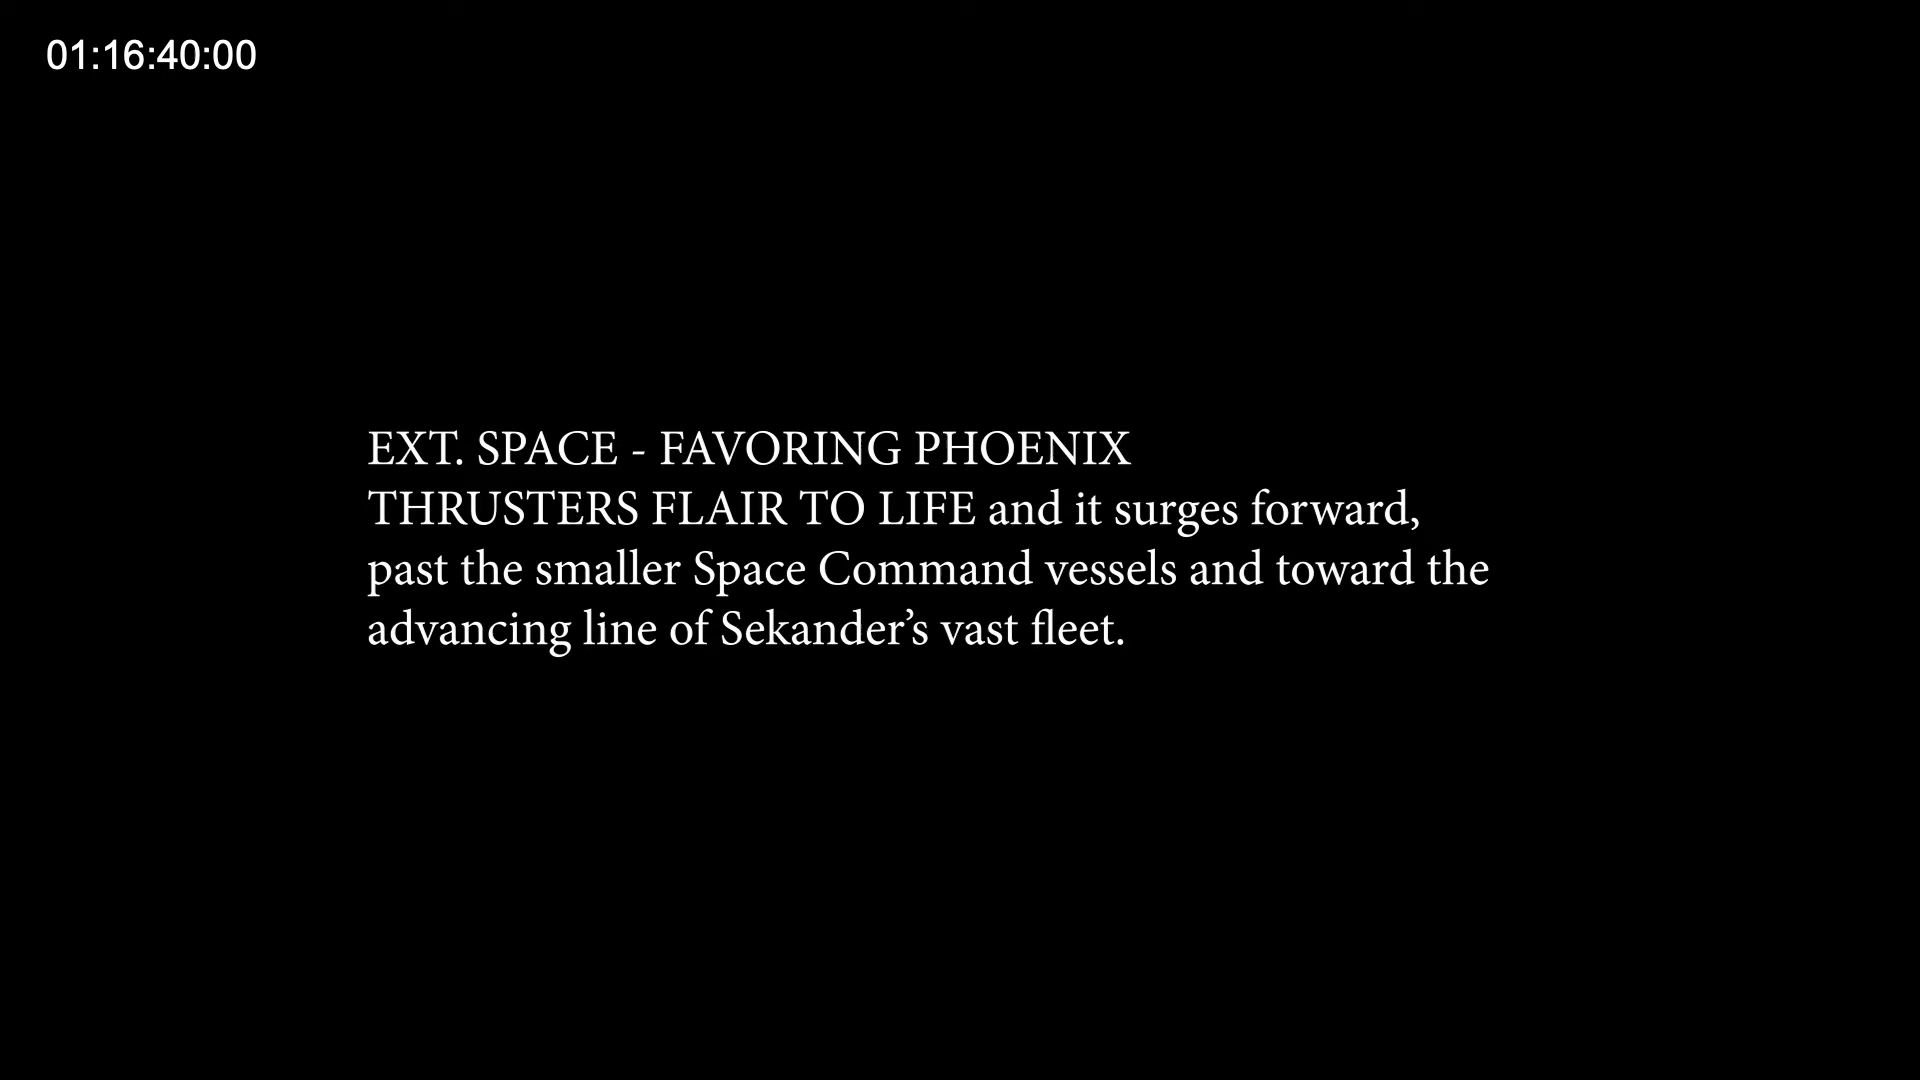 01:16:40:00
EXT. SPACE - FAVORING PHOENIX
THRUSTERS FLAIR TO LIFE and it surges forward,
past the smaller Space Command vessels and toward the
advancing line of Sekander’s vast fleet.